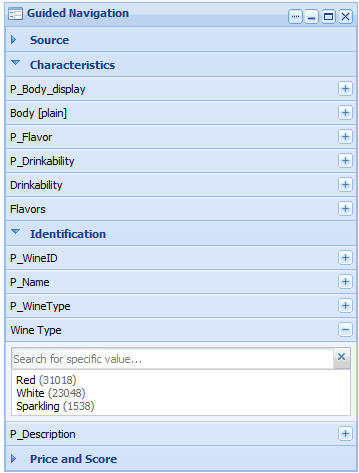 Guided Navigation
Source
Characteristics
P_Body_display
Body [plain]
P_Flavor
P_Drinkability
Drinkability
Flavors
Identification
P_WineID
P_Name
P_WineType
Wine Type
Search for specific value...
Red (31018)
White (23048)
Sparkling (1538)
P_Description
Price and Score